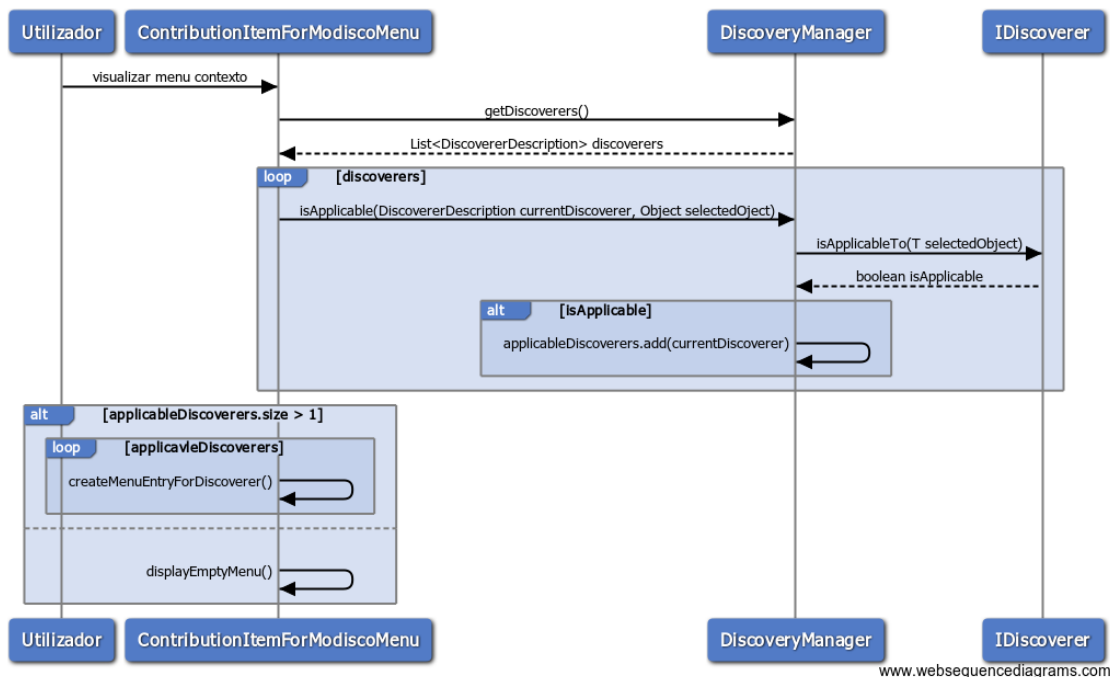 Utilizador ContributionItemForModiscoMenu DiscoveryManager IDiscoverer
visualizar menu contexto
getDiscoverers()
List<DiscovererDescription> discoverers
loop [discoverers]
isApplicable(DiscovererDescription currentDiscoverer, Object selectedOject)
isApplicableTo(T selectedObject)
boolean isApplicable
alt [isApplicable]
applicableDiscoverers.add(currentDiscoverer)
alt [applicableDiscoverers.size > 1]
loop [applicavleDiscoverers]
createMenuEntryForDiscoverer()
displayEmptyMenu()
Utilizador ContributionItemForModiscoMenu DiscoveryManager IDiscoverer
www.websequencediagrams.com